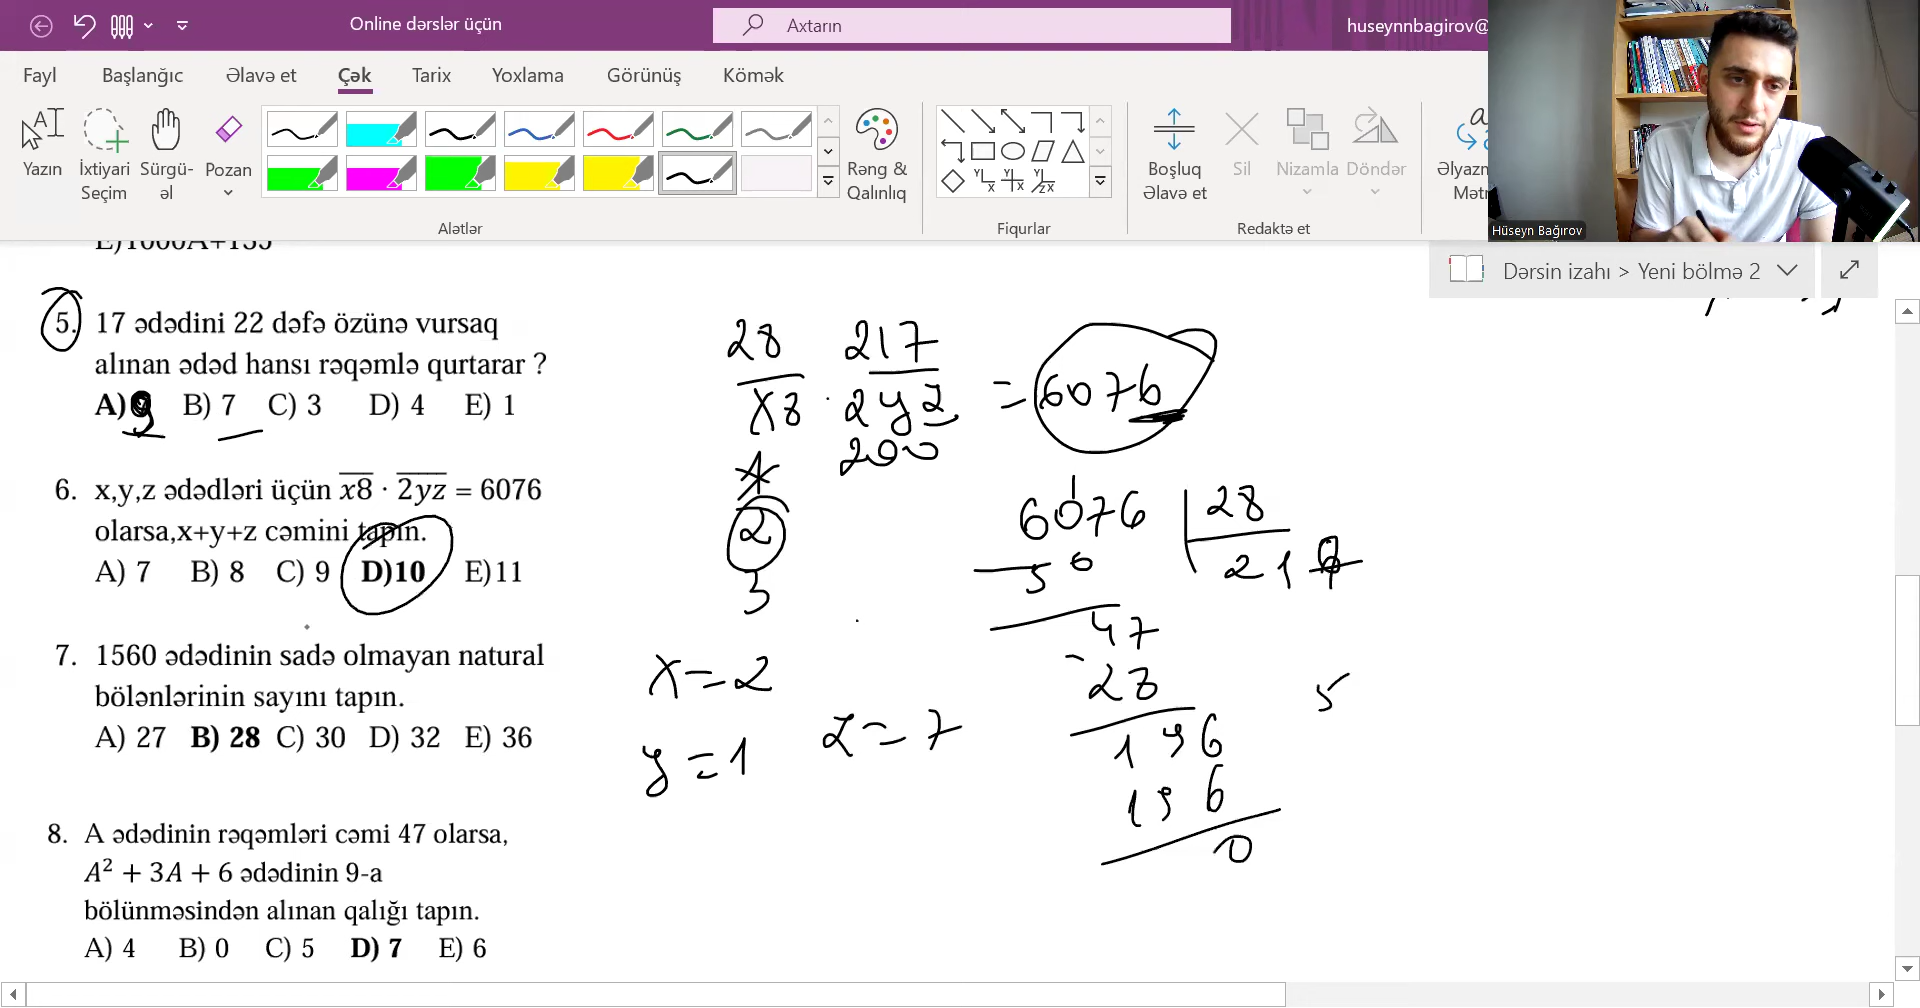 Online dərslər üçün
Axtarın
huseynnbagirov@
Fayl Başlanğıc Əlavə et Çək Tarix Yoxlama Görünüş Kömək
Yazın
İxtiyari Seçim
Sürgü-əl
Pozan
Rəng & Qalınlıq
Boşluq Əlavə et
Sil
Nizamla
Döndər
Alətlər
Fiqurlar
Redaktə et
Hüseyn Bağırov
Dərsin izahı > Yeni bölmə 2
E)1000A+135
5. 17 ədədini 22 dəfə özünə vursaq
alınan ədəd hansı rəqəmlə qurtarar ?
A) 9 B) 7 C) 3 D) 4 E) 1
6. x,y,z ədədləri üçün x8 · 2yz = 6076
olarsa,x+y+z cəmini tapın.
A) 7 B) 8 C) 9 D)10 E)11
7. 1560 ədədinin sadə olmayan natural
bölənlərinin sayını tapın.
A) 27 B) 28 C) 30 D) 32 E) 36
8. A ədədinin rəqəmləri cəmi 47 olarsa,
A² + 3A + 6 ədədinin 9-a
bölünməsindən alınan qalığı tapın.
A) 4 B) 0 C) 5 D) 7 E) 6
28 217
x8 · 2yz = 6076
200
2
3
x=2
y=1
z=7
6076 28
56 217
47
28
196
196
0
5